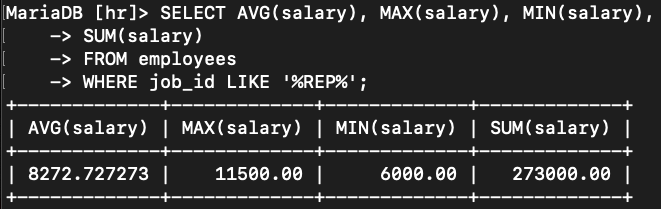 MariaDB [hr]> SELECT AVG(salary), MAX(salary), MIN(salary),
    -> SUM(salary)
    -> FROM employees
    -> WHERE job_id LIKE '%REP%';
+-------------+-------------+-------------+-------------+
| AVG(salary) | MAX(salary) | MIN(salary) | SUM(salary) |
+-------------+-------------+-------------+-------------+
| 8272.727273 |    11500.00 |     6000.00 |   273000.00 |
+-------------+-------------+-------------+-------------+